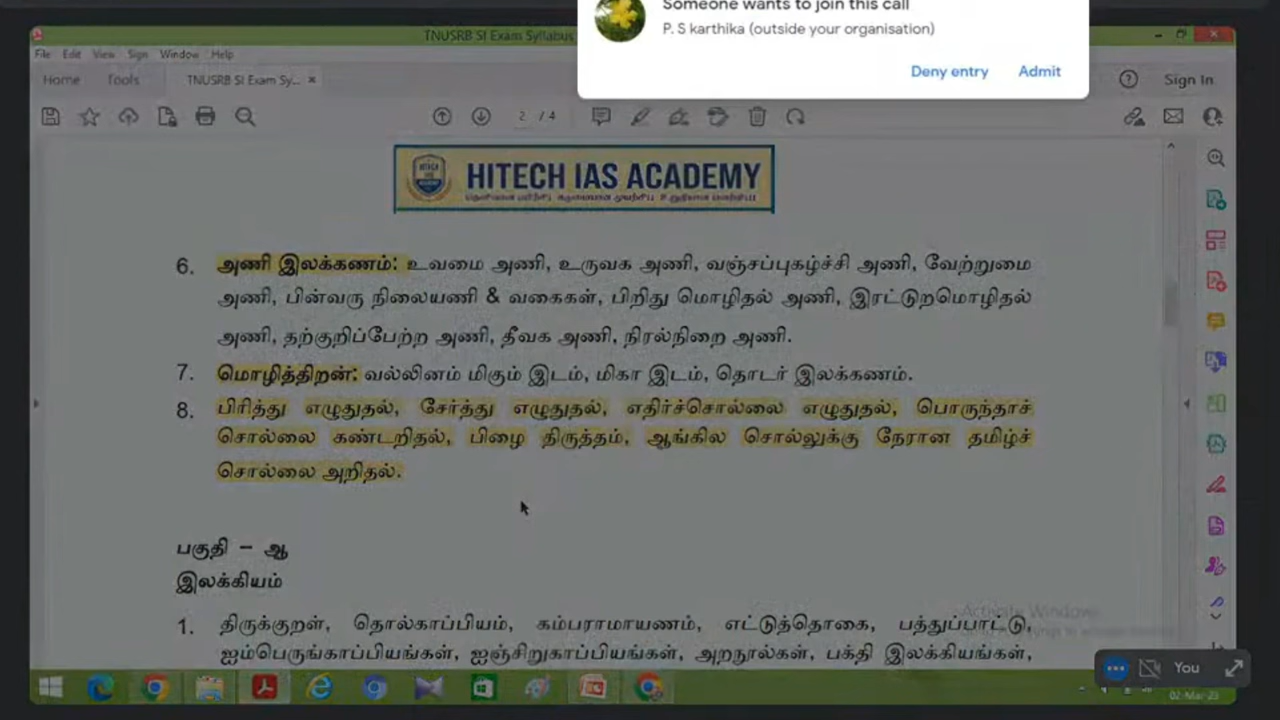 Someone wants to join this call
P. S karthika (outside your organisation)
Deny entry Admit
TNUSRB SI Exam Syllabus
File Edit View Sign Window Help
Home Tools TNUSRB SI Exam Sy... × Sign In
2 / 4
HITECH IAS ACADEMY
6. அணி இலக்கணம்: உவமை அணி, உருவக அணி, வஞ்சப்புகழ்ச்சி அணி, வேற்றுமை
அணி, பின்வரு நிலையணி & வகைகள், பிறிது மொழிதல் அணி, இரட்டுறமொழிதல்
அணி, தற்குறிப்பேற்ற அணி, தீவக அணி, நிரல்நிறை அணி.
7. மொழித்திறன்: வல்லினம் மிகும் இடம், மிகா இடம், தொடர் இலக்கணம்.
8. பிரித்து எழுதுதல், சேர்த்து எழுதுதல், எதிர்ச்சொல்லை எழுதுதல், பொருந்தாச்
சொல்லை கண்டறிதல், பிழை திருத்தம், ஆங்கில சொல்லுக்கு நேரான தமிழ்ச்
சொல்லை அறிதல்.
பகுதி – ஆ
இலக்கியம்
1. திருக்குறள், தொல்காப்பியம், கம்பராமாயணம், எட்டுத்தொகை, பத்துப்பாட்டு,
ஐம்பெருங்காப்பியங்கள், ஐஞ்சிறுகாப்பியங்கள், அறநூல்கள், பக்தி இலக்கியங்கள்,
Activate Windows
You
02-Mar-23